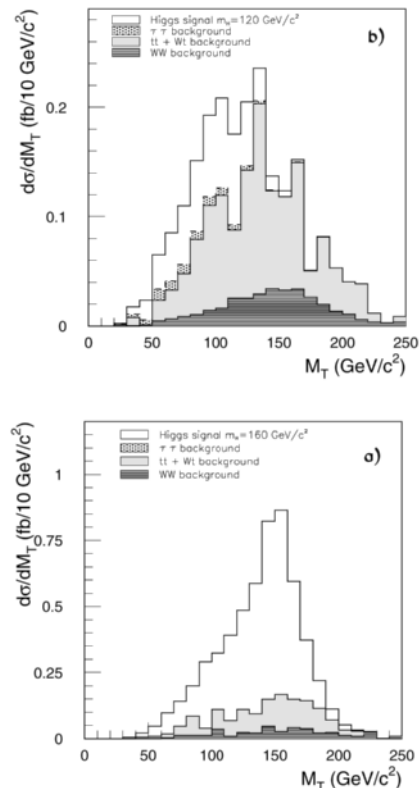 Higgs signal mH=120 GeV/c²
τ τ background
tt + Wt background
WW background
b)
dσ/dMT (fb/10 GeV/c²)
0.2
0.1
0
0 50 100 150 200 250
MT (GeV/c²)
Higgs signal mH=160 GeV/c²
τ τ background
tt + Wt background
WW background
a)
dσ/dMT (fb/10 GeV/c²)
1
0.75
0.5
0.25
0
0 50 100 150 200 250
MT (GeV/c²)